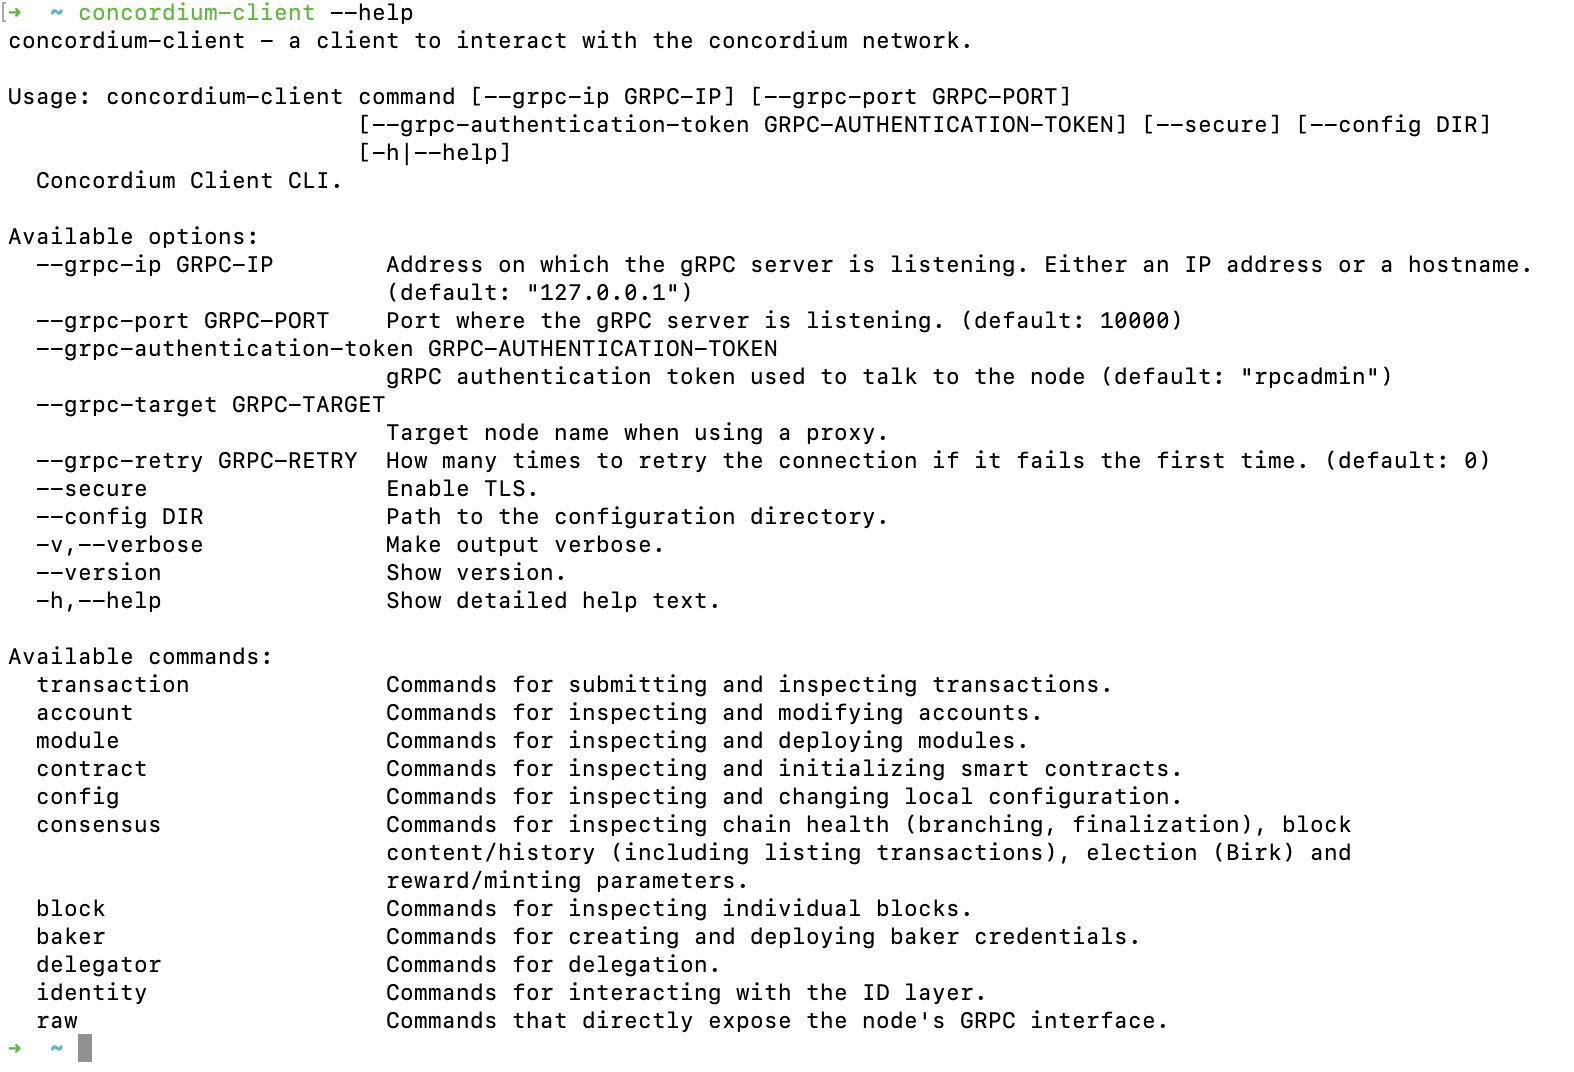 [➜  ~ concordium-client --help
concordium-client - a client to interact with the concordium network.

Usage: concordium-client command [--grpc-ip GRPC-IP] [--grpc-port GRPC-PORT]
                         [--grpc-authentication-token GRPC-AUTHENTICATION-TOKEN] [--secure] [--config DIR]
                         [-h|--help]
  Concordium Client CLI.

Available options:
  --grpc-ip GRPC-IP        Address on which the gRPC server is listening. Either an IP address or a hostname.
                           (default: "127.0.0.1")
  --grpc-port GRPC-PORT    Port where the gRPC server is listening. (default: 10000)
  --grpc-authentication-token GRPC-AUTHENTICATION-TOKEN
                           gRPC authentication token used to talk to the node (default: "rpcadmin")
  --grpc-target GRPC-TARGET
                           Target node name when using a proxy.
  --grpc-retry GRPC-RETRY  How many times to retry the connection if it fails the first time. (default: 0)
  --secure                 Enable TLS.
  --config DIR             Path to the configuration directory.
  -v,--verbose             Make output verbose.
  --version                Show version.
  -h,--help                Show detailed help text.

Available commands:
  transaction              Commands for submitting and inspecting transactions.
  account                  Commands for inspecting and modifying accounts.
  module                   Commands for inspecting and deploying modules.
  contract                 Commands for inspecting and initializing smart contracts.
  config                   Commands for inspecting and changing local configuration.
  consensus                Commands for inspecting chain health (branching, finalization), block
                           content/history (including listing transactions), election (Birk) and
                           reward/minting parameters.
  block                    Commands for inspecting individual blocks.
  baker                    Commands for creating and deploying baker credentials.
  delegator                Commands for delegation.
  identity                 Commands for interacting with the ID layer.
  raw                      Commands that directly expose the node's GRPC interface.
➜  ~